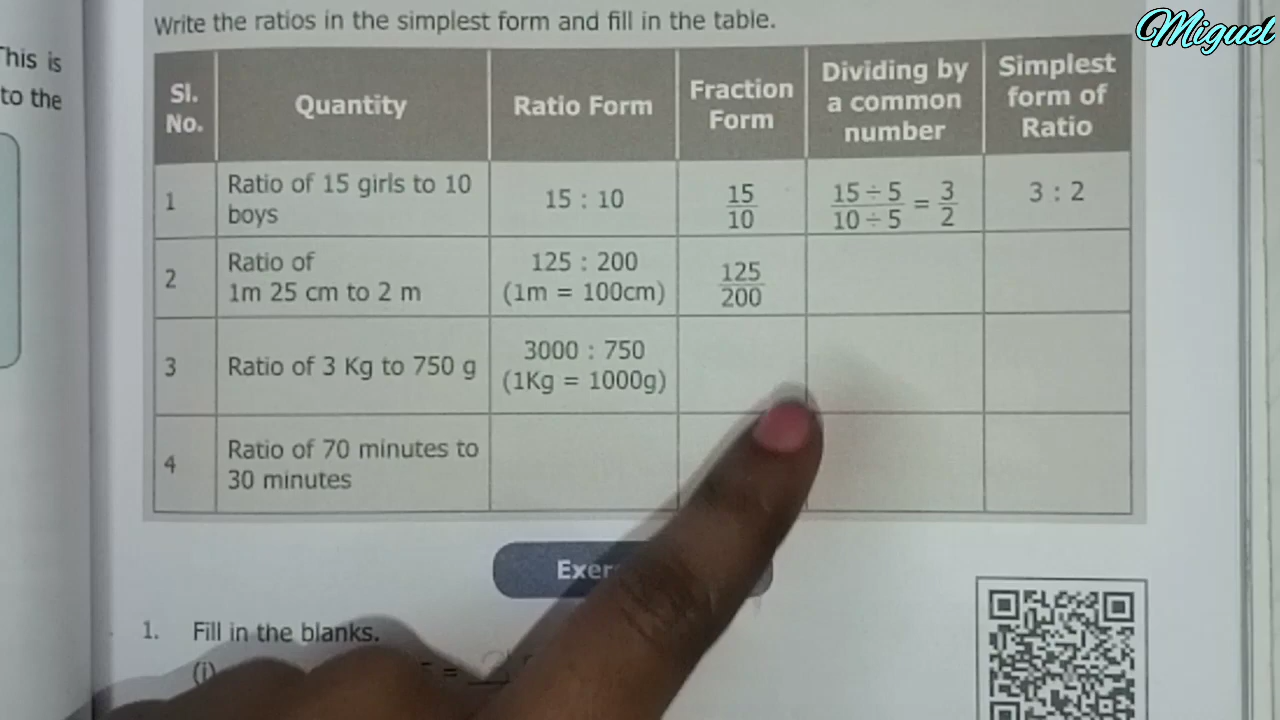 Miguel
This is
to the
Write the ratios in the simplest form and fill in the table.
Sl. No. Quantity Ratio Form Fraction Form Dividing by a common number Simplest form of Ratio
1 Ratio of 15 girls to 10 boys 15 : 10 15/10 15 ÷ 5 / 10 ÷ 5 = 3/2 3 : 2
2 Ratio of 1m 25 cm to 2 m 125 : 200 (1m = 100cm) 125/200
3 Ratio of 3 Kg to 750 g 3000 : 750 (1Kg = 1000g)
4 Ratio of 70 minutes to 30 minutes
1. Fill in the blanks.
(i)